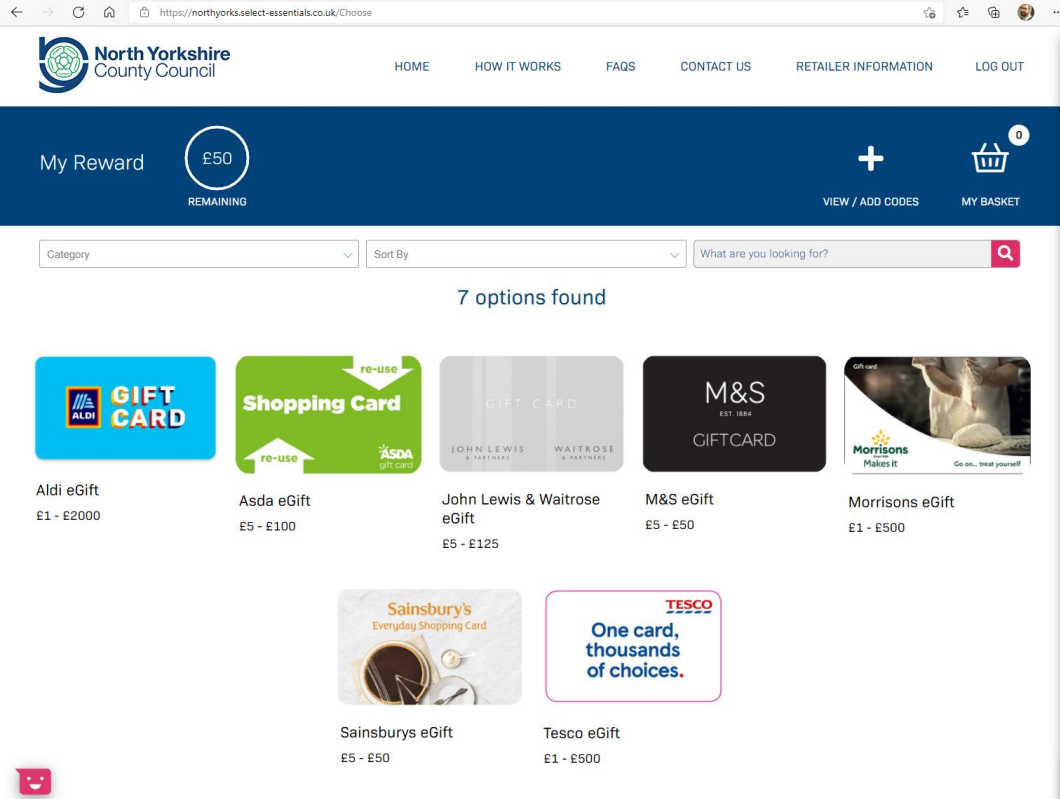 https://northyorks.select-essentials.co.uk/Choose
North Yorkshire
County Council
HOME
HOW IT WORKS
FAQS
CONTACT US
RETAILER INFORMATION
LOG OUT
My Reward
£50
REMAINING
VIEW / ADD CODES
0
MY BASKET
Category
Sort By
What are you looking for?
7 options found
ALDI
GIFT
CARD
Aldi eGift
£1 - £2000
re-use
Shopping Card
re-use
ASDA
gift card
Asda eGift
£5 - £100
GIFT CARD
JOHN LEWIS
& PARTNERS
WAITROSE
& PARTNERS
John Lewis & Waitrose
eGift
£5 - £125
M&S
EST. 1884
GIFTCARD
M&S eGift
£5 - £50
Gift card
Morrisons
Since 1899
Makes it
Go on... treat yourself
Morrisons eGift
£1 - £500
Sainsbury's
Everyday Shopping Card
Sainsburys eGift
£5 - £50
TESCO
One card,
thousands
of choices.
Tesco eGift
£1 - £500